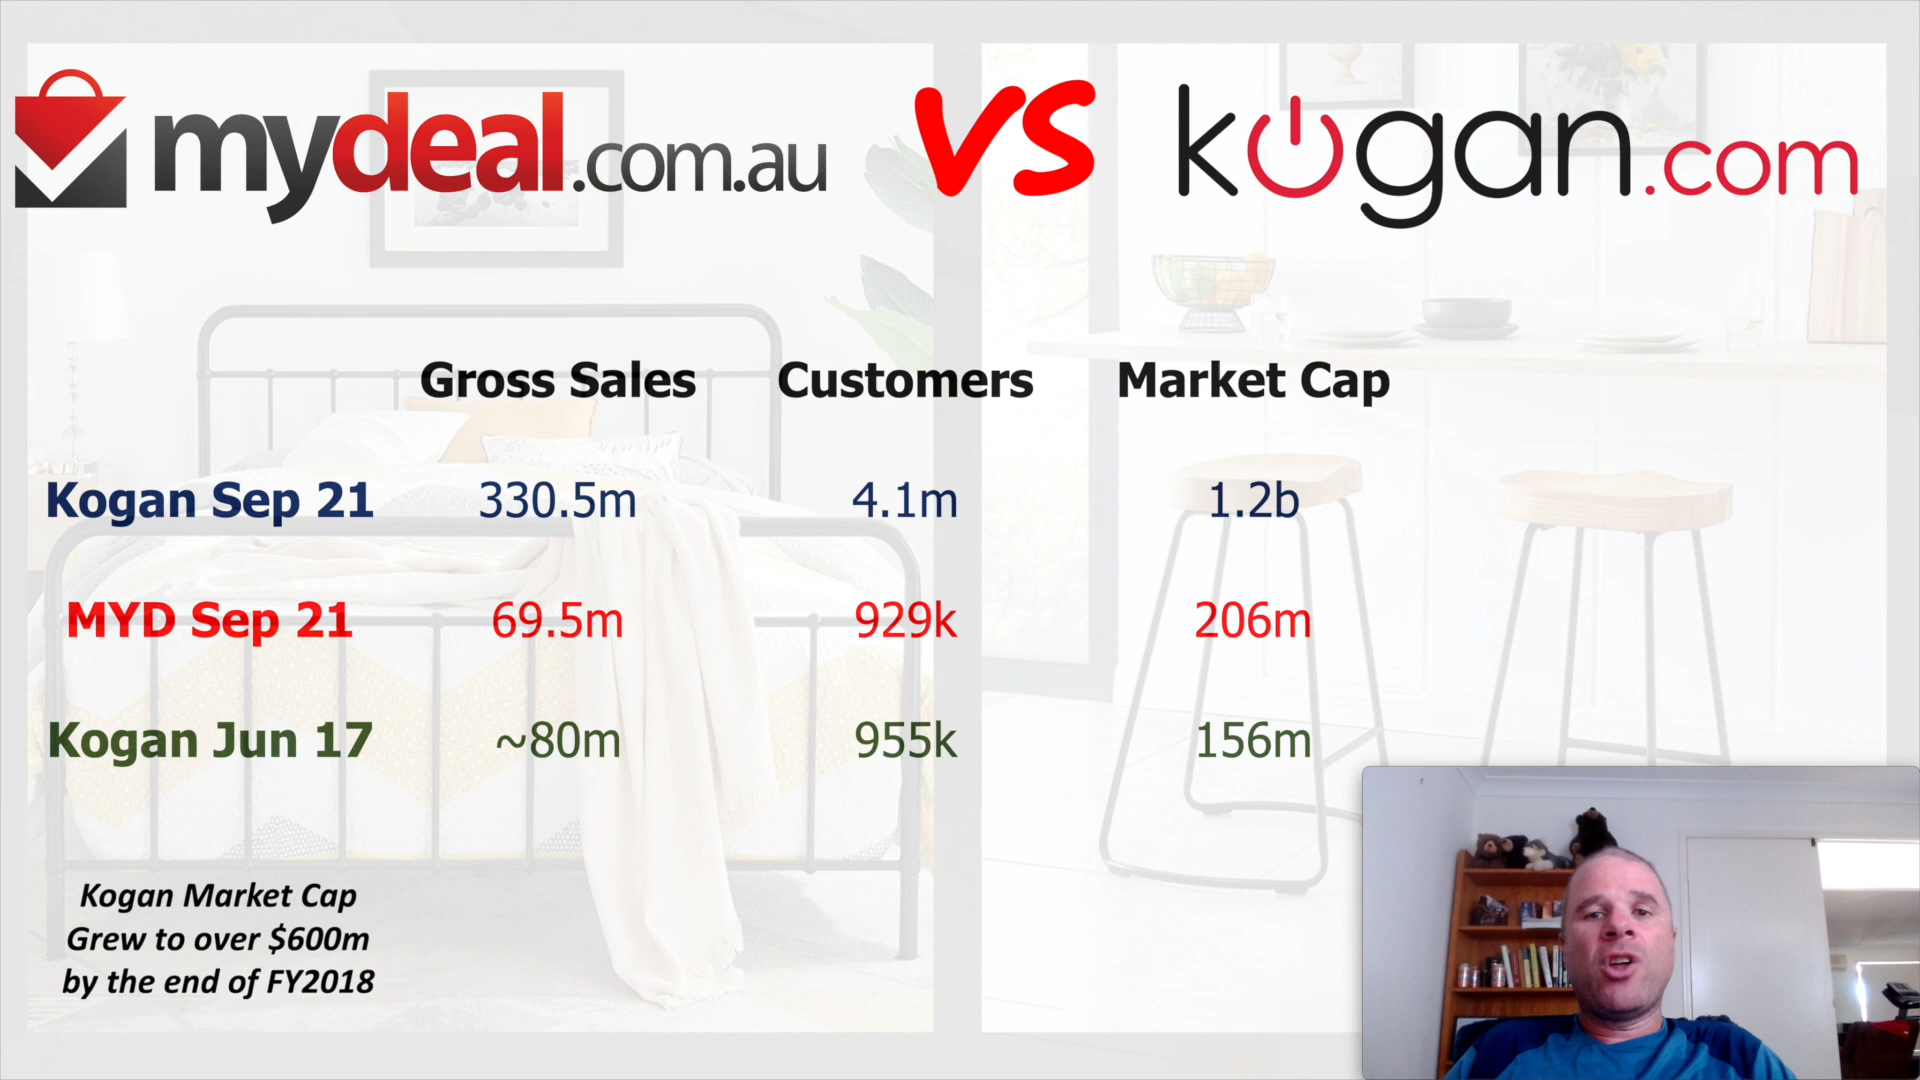 mydeal.com.au VS kogan.com
Gross Sales Customers Market Cap
Kogan Sep 21 330.5m 4.1m 1.2b
MYD Sep 21 69.5m 929k 206m
Kogan Jun 17 ~80m 955k 156m
Kogan Market Cap
Grew to over $600m
by the end of FY2018